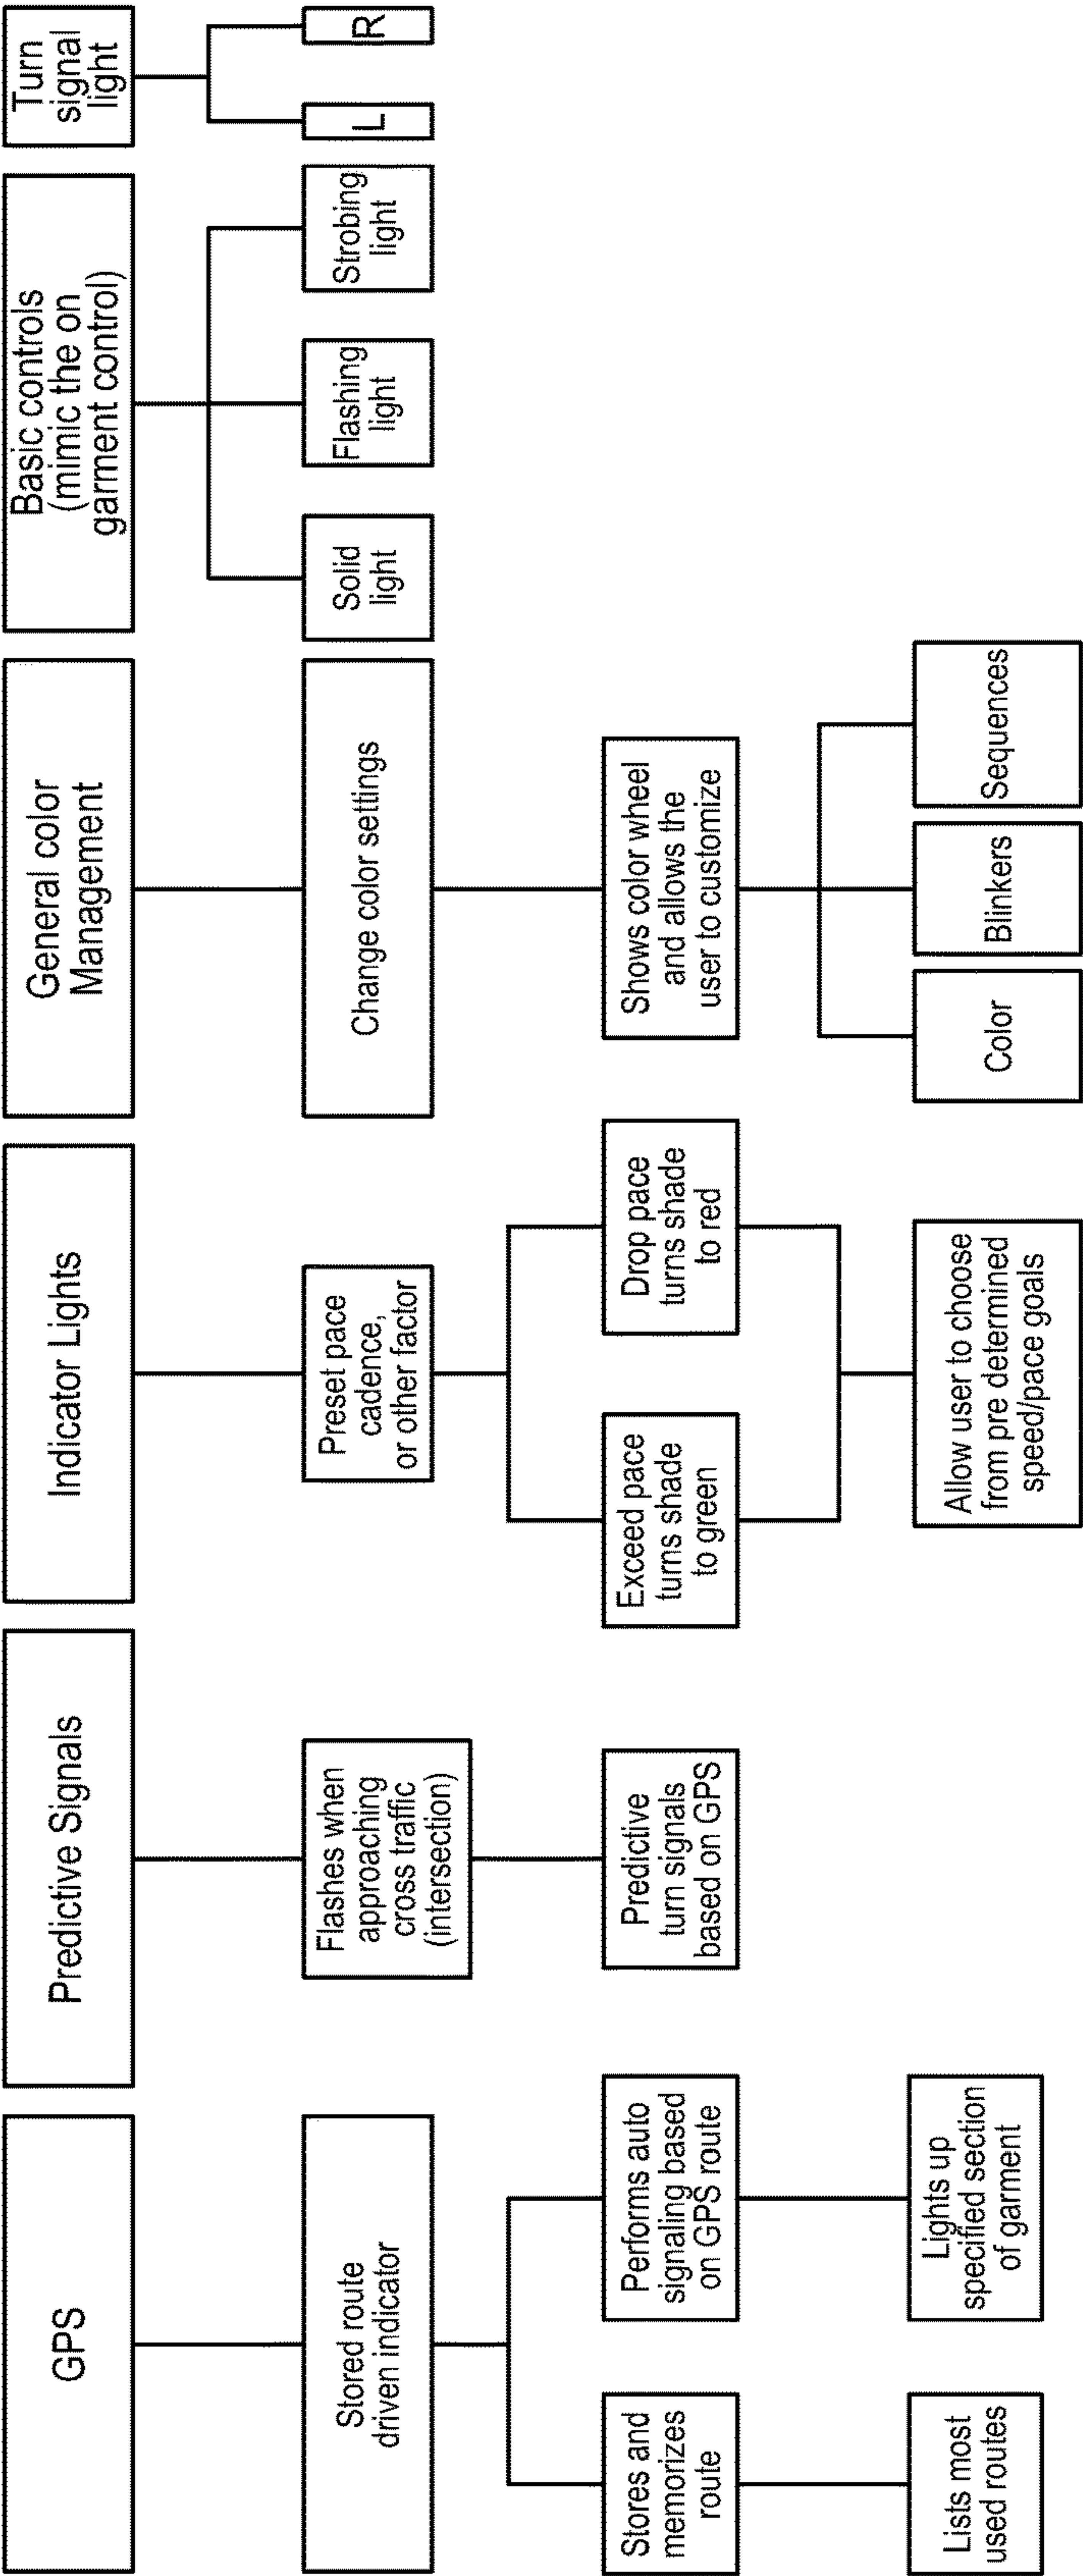 GPS
Stored route
driven indicator
Stores and
memorizes
route
Lists most
used routes
Performs auto
signaling based
on GPS route
Lights up
specified section
of garment
Predictive Signals
Flashes when
approaching
cross traffic
(intersection)
Predictive
turn signals
based on GPS
Indicator Lights
Preset pace
cadence,
or other factor
Exceed pace
turns shade
to green
Drop pace
turns shade
to red
Allow user to choose
from pre determined
speed/pace goals
General color
Management
Change color settings
Shows color wheel
and allows the
user to customize
Color
Blinkers
Sequences
Basic controls
(mimic the on
garment control)
Solid
light
Flashing
light
Strobing
light
Turn
signal
light
L
R